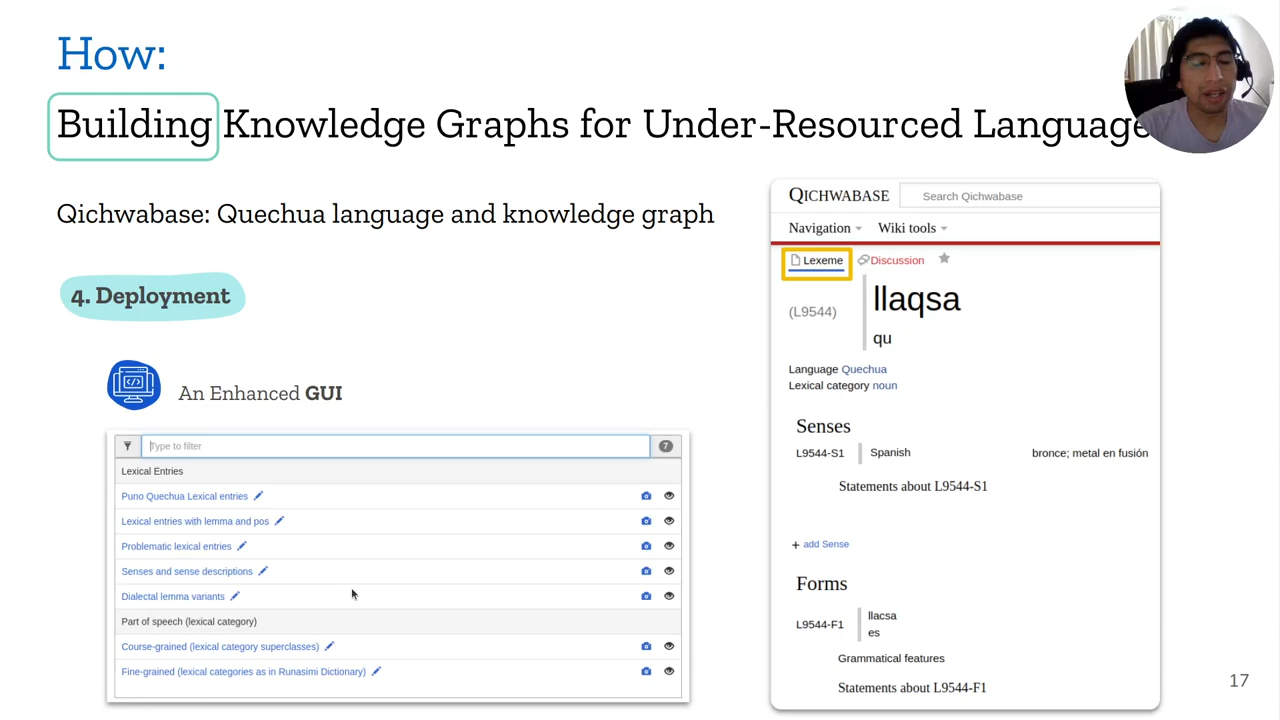 How:
Building Knowledge Graphs for Under-Resourced Language
Qichwabase: Quechua language and knowledge graph
4. Deployment
An Enhanced GUI
Type to filter
7
Lexical Entries
Puno Quechua Lexical entries
Lexical entries with lemma and pos
Problematic lexical entries
Senses and sense descriptions
Dialectal lemma variants
Part of speech (lexical category)
Course-grained (lexical category superclasses)
Fine-grained (lexical categories as in Runasimi Dictionary)
QICHWABASE
Search Qichwabase
Navigation
Wiki tools
Lexeme
Discussion
(L9544)
llaqsa
qu
Language Quechua
Lexical category noun
Senses
L9544-S1
Spanish
bronce; metal en fusión
Statements about L9544-S1
+ add Sense
Forms
L9544-F1
llacsa
es
Grammatical features
Statements about L9544-F1
17